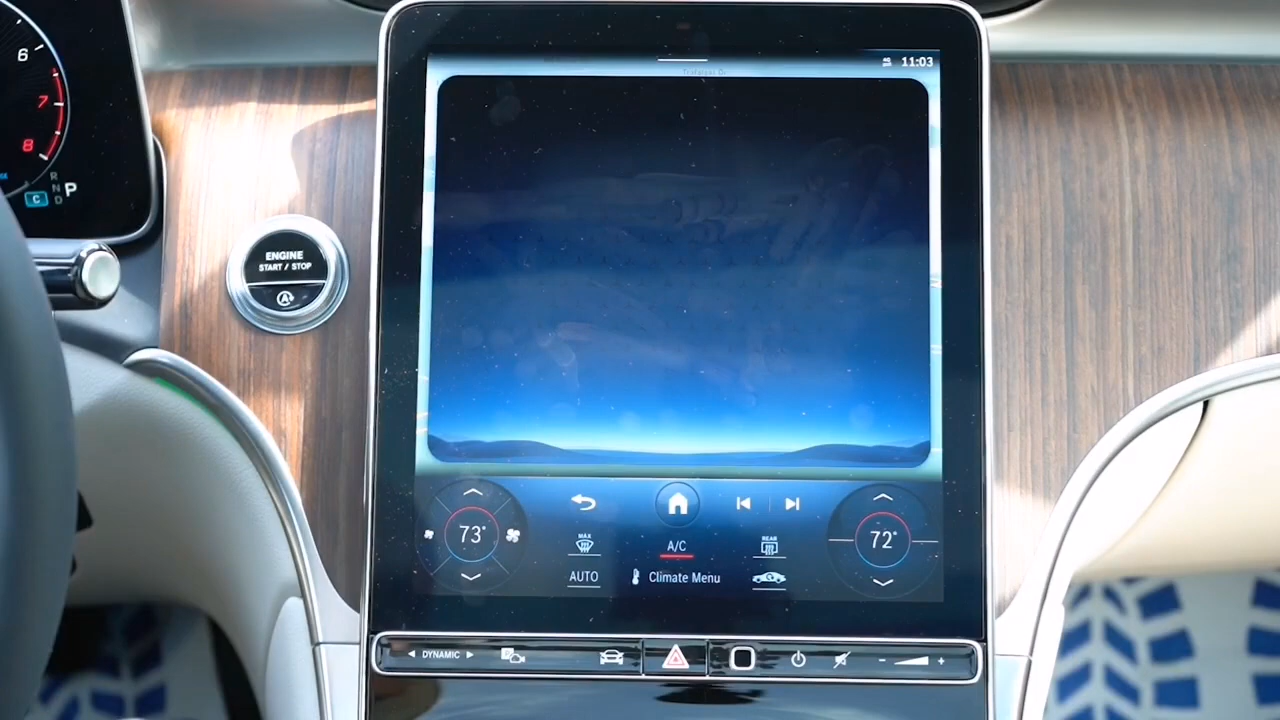 6
7
8
R
N
D
P
C
ENGINE
START / STOP
A
11:03
73°
72°
MAX
A/C
REAR
AUTO
Climate Menu
DYNAMIC
P
- +